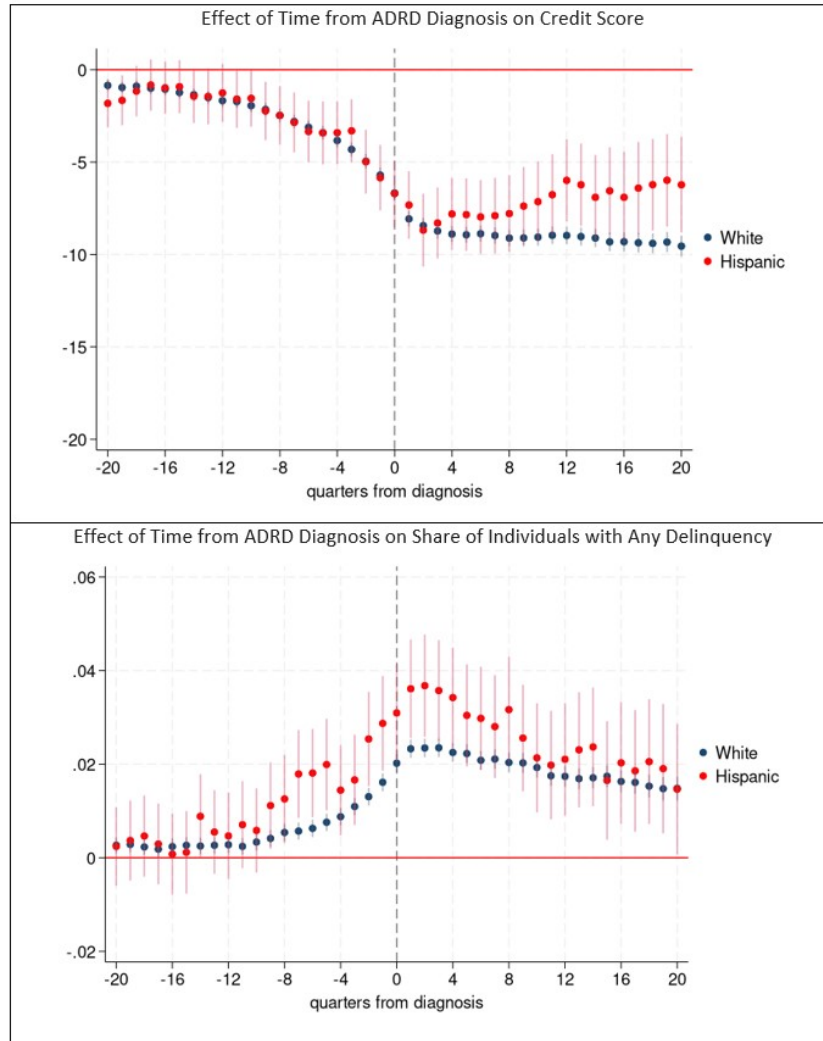 Effect of Time from ADRD Diagnosis on Credit Score
0
-5
-10
-15
-20
-20 -16 -12 -8 -4 0 4 8 12 16 20
quarters from diagnosis
White
Hispanic
Effect of Time from ADRD Diagnosis on Share of Individuals with Any Delinquency
.06
.04
.02
0
-.02
-20 -16 -12 -8 -4 0 4 8 12 16 20
quarters from diagnosis
White
Hispanic